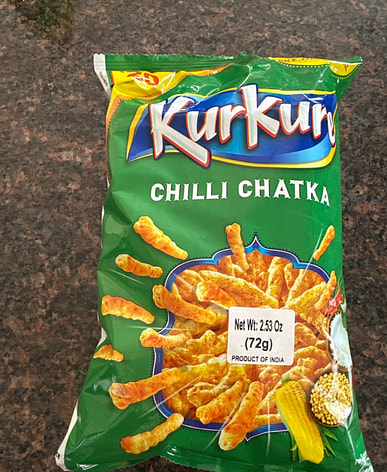 Kurkure
CHILLI CHATKA
Net Wt: 2.53 Oz
(72g)
PRODUCT OF INDIA